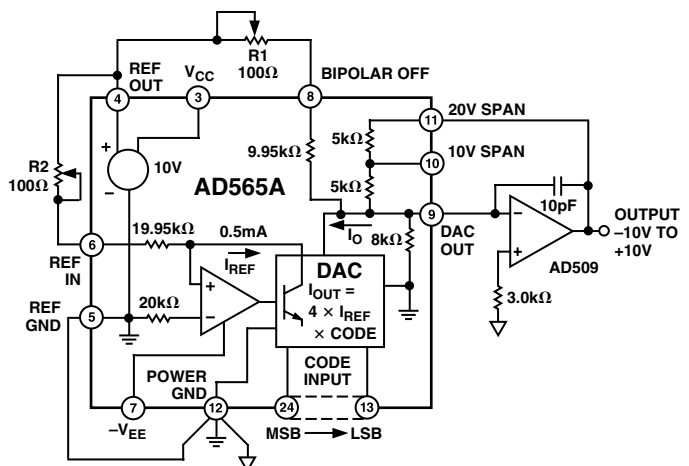 R1
100Ω
REF
OUT
VCC
BIPOLAR OFF
4
3
8
11
20V SPAN
5kΩ
R2
100Ω
+
–
10V
9.95kΩ
10
10V SPAN
AD565A
5kΩ
10pF
OUTPUT
–10V TO
+10V
9
DAC
OUT
–
+
AD509
19.95kΩ
0.5mA
IO
8kΩ
6
REF
IN
IREF
DAC
3.0kΩ
REF
GND
5
20kΩ
+
–
IOUT =
4 × IREF
× CODE
POWER
GND
CODE
INPUT
7
12
24
13
–VEE
MSB
LSB